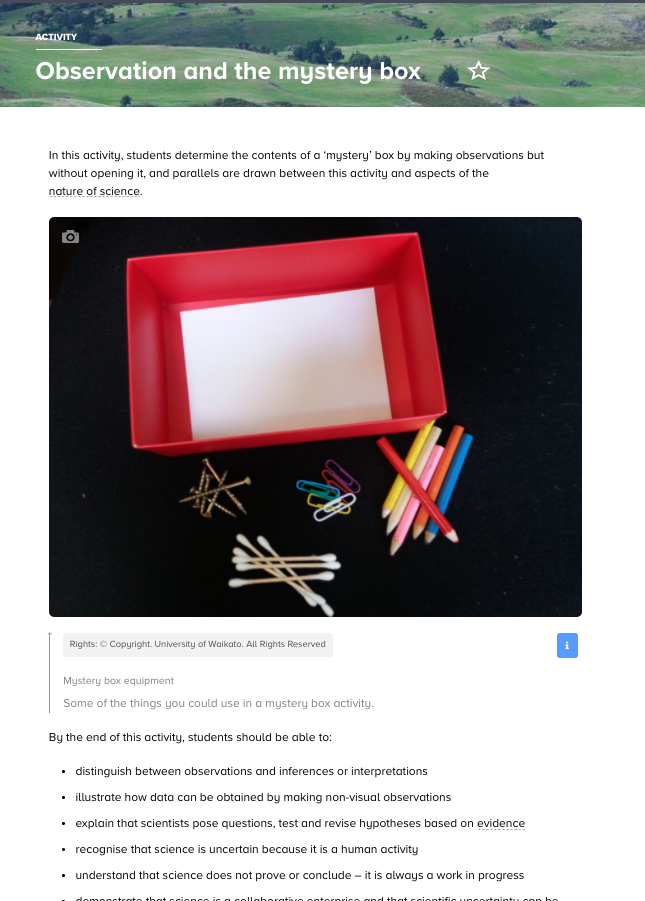 ACTIVITY
Observation and the mystery box
In this activity, students determine the contents of a ‘mystery’ box by making observations but
without opening it, and parallels are drawn between this activity and aspects of the
nature of science.
Rights: © Copyright. University of Waikato. All Rights Reserved
i
Mystery box equipment
Some of the things you could use in a mystery box activity.
By the end of this activity, students should be able to:
• distinguish between observations and inferences or interpretations
• illustrate how data can be obtained by making non-visual observations
• explain that scientists pose questions, test and revise hypotheses based on evidence
• recognise that science is uncertain because it is a human activity
• understand that science does not prove or conclude – it is always a work in progress
• demonstrate that science is a collaborative enterprise and that scientific uncertainty can be